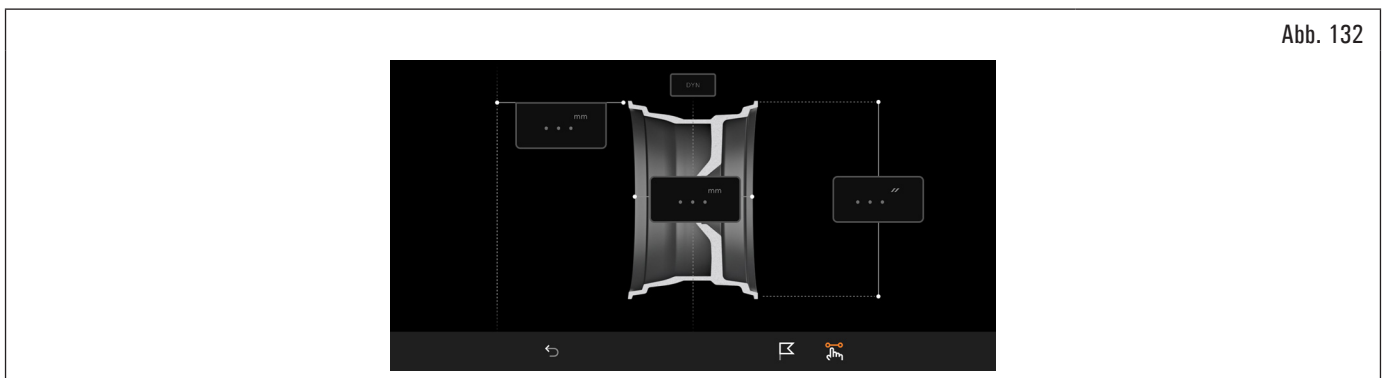 Abb. 132
DYN
mm
. . .
mm
. . .
″
. . .